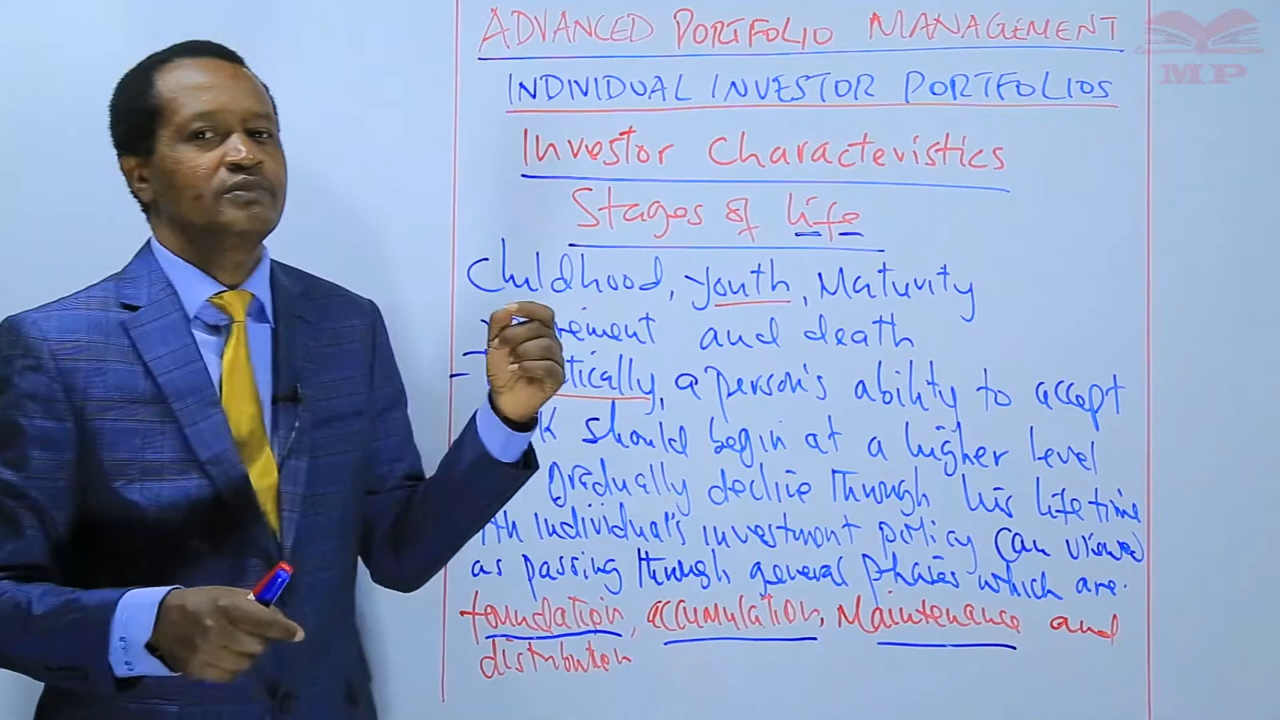 ADVANCED PORTFOLIO MANAGEMENT
MP
INDIVIDUAL INVESTOR PORTFOLIOS
Investor Characteristics
Stages of life
Childhood, youth, Maturity
and death
a person's ability to accept
should begin at a higher level
gradually decline through his lifetime
An individual's investment policy can viewed
as passing through general phases which are.
foundation, accumulation, Maintenance and
distribution